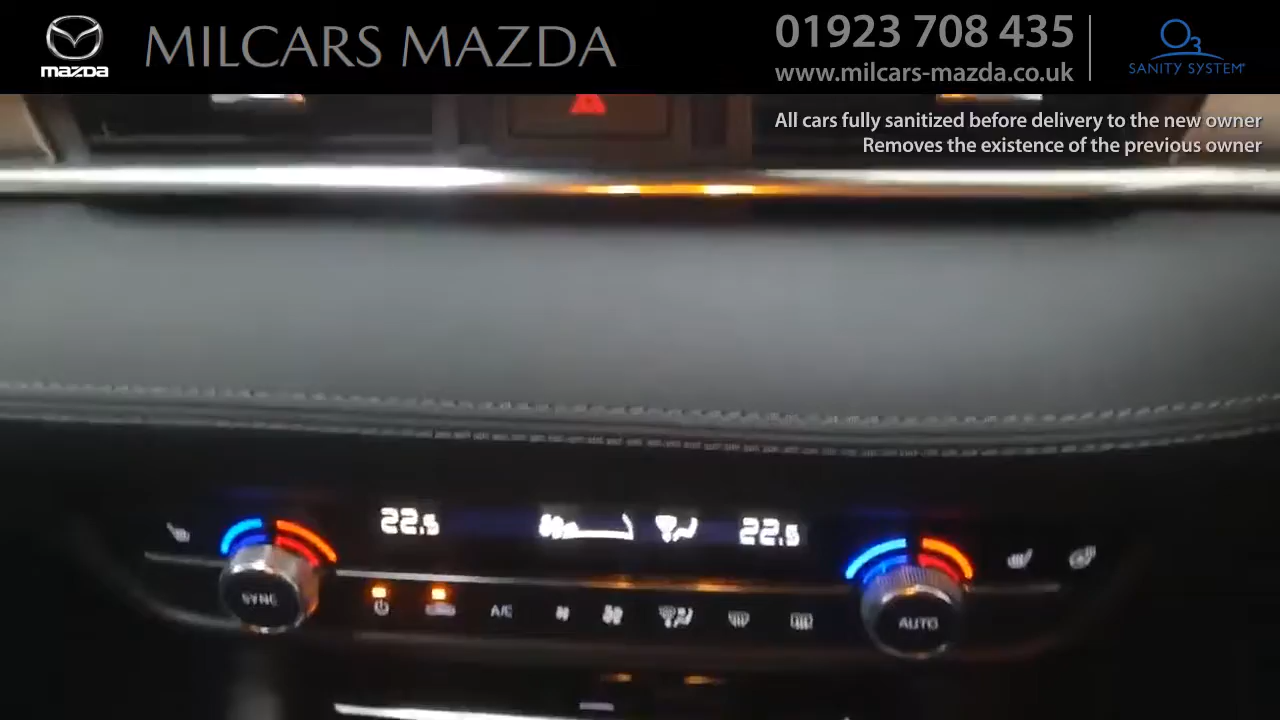 mazda
MILCARS MAZDA
01923 708 435
www.milcars-mazda.co.uk
O3
SANITY SYSTEM
All cars fully sanitized before delivery to the new owner
Removes the existence of the previous owner
22.5
22.5
SYNC
A/C
AUTO